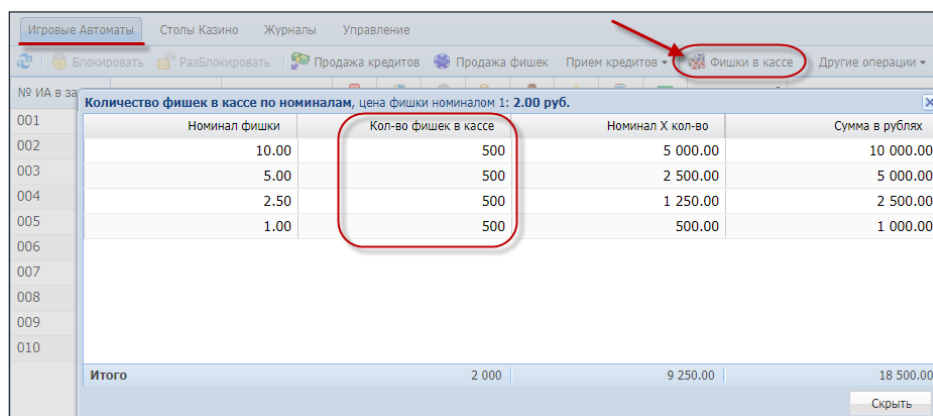 Игровые Автоматы Столы Казино Журналы Управление
Блокировать РазБлокировать Продажа кредитов Продажа фишек Прием кредитов Фишки в кассе Другие операции
№ ИА в за
Количество фишек в кассе по номиналам, цена фишки номиналом 1: 2.00 руб.
001 Номинал фишки Кол-во фишек в кассе Номинал X кол-во Сумма в рублях
002 10.00 500 5 000.00 10 000.00
003 5.00 500 2 500.00 5 000.00
004 2.50 500 1 250.00 2 500.00
005 1.00 500 500.00 1 000.00
006
007
008
009
010
Итого 2 000 9 250.00 18 500.00
Скрыть